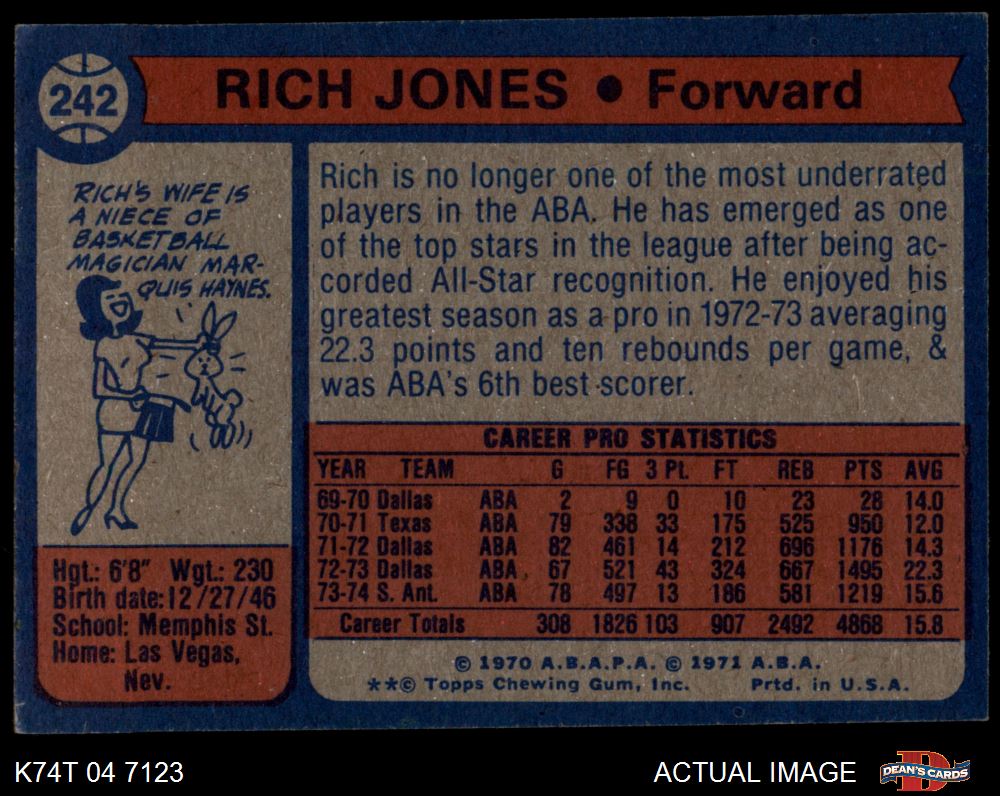 242
RICH JONES • Forward
RICH'S WIFE IS
A NIECE OF
BASKETBALL
MAGICIAN MAR-
QUIS HAYNES.
Rich is no longer one of the most underrated
players in the ABA. He has emerged as one
of the top stars in the league after being ac-
corded All-Star recognition. He enjoyed his
greatest season as a pro in 1972-73 averaging
22.3 points and ten rebounds per game, &
was ABA's 6th best scorer.
CAREER PRO STATISTICS
YEAR TEAM G FG 3 Pt. FT REB PTS AVG
69-70 Dallas ABA 2 9 0 10 23 28 14.0
70-71 Texas ABA 79 338 33 175 525 950 12.0
71-72 Dallas ABA 82 461 14 212 696 1176 14.3
72-73 Dallas ABA 67 521 43 324 667 1495 22.3
73-74 S. Ant. ABA 78 497 13 186 581 1219 15.6
Career Totals 308 1826 103 907 2492 4868 15.8
Hgt.: 6'8" Wgt.: 230
Birth date: 12/27/46
School: Memphis St.
Home: Las Vegas,
Nev.
© 1970 A.B.A.P.A. © 1971 A.B.A.
**© Topps Chewing Gum, Inc. Prtd. in U.S.A.
K74T 04 7123
ACTUAL IMAGE
D
DEAN'S CARDS